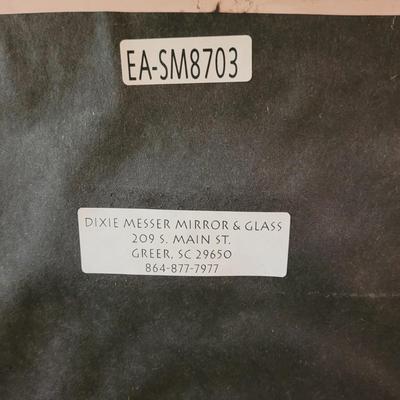 EA-SM8703
DIXIE MESSER MIRROR & GLASS
209 S. MAIN ST.
GREER, SC 29650
864-877-7977